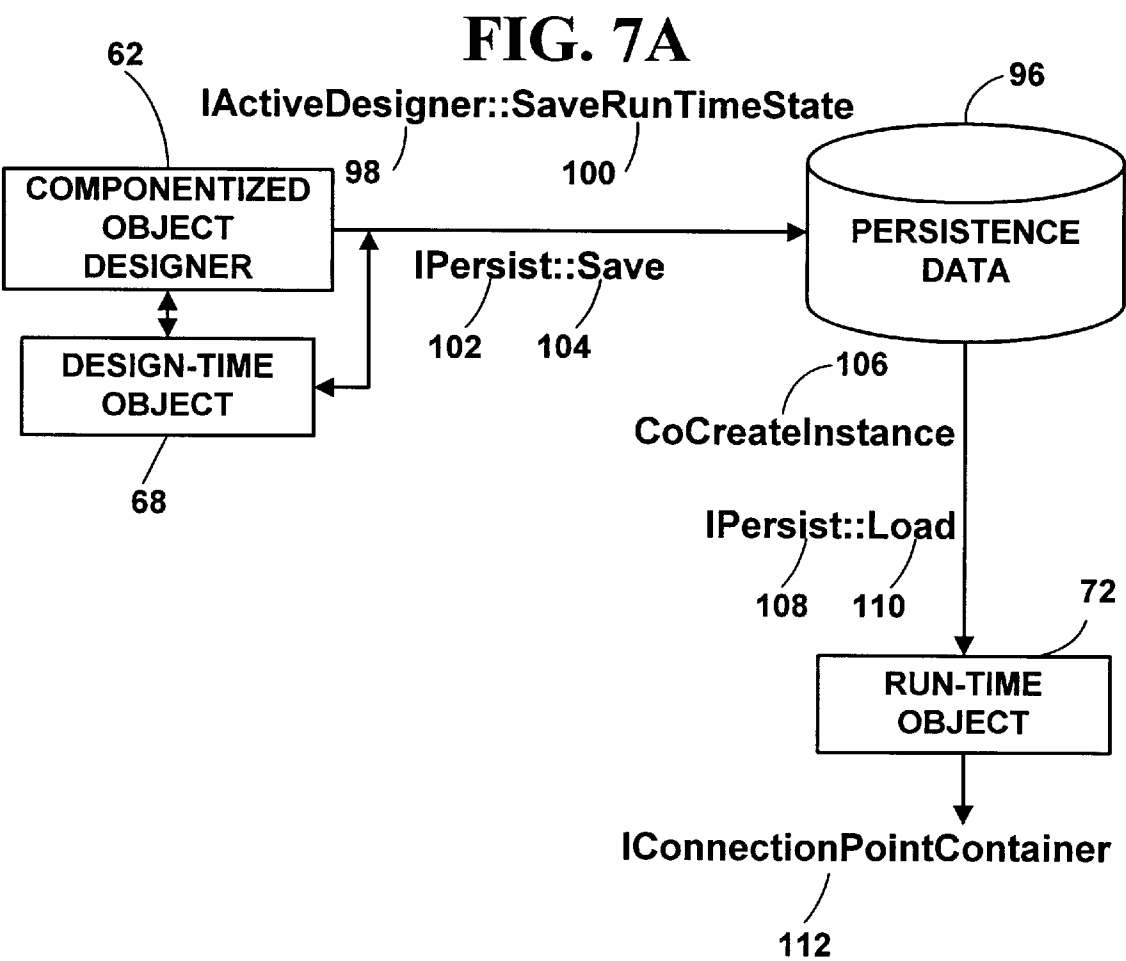 FIG. 7A
62
IActiveDesigner::SaveRunTimeState
96
98
100
COMPONENTIZED
OBJECT
DESIGNER
PERSISTENCE
DATA
IPersist::Save
102
104
DESIGN-TIME
OBJECT
68
106
CoCreateInstance
IPersist::Load
108
110
72
RUN-TIME
OBJECT
IConnectionPointContainer
112